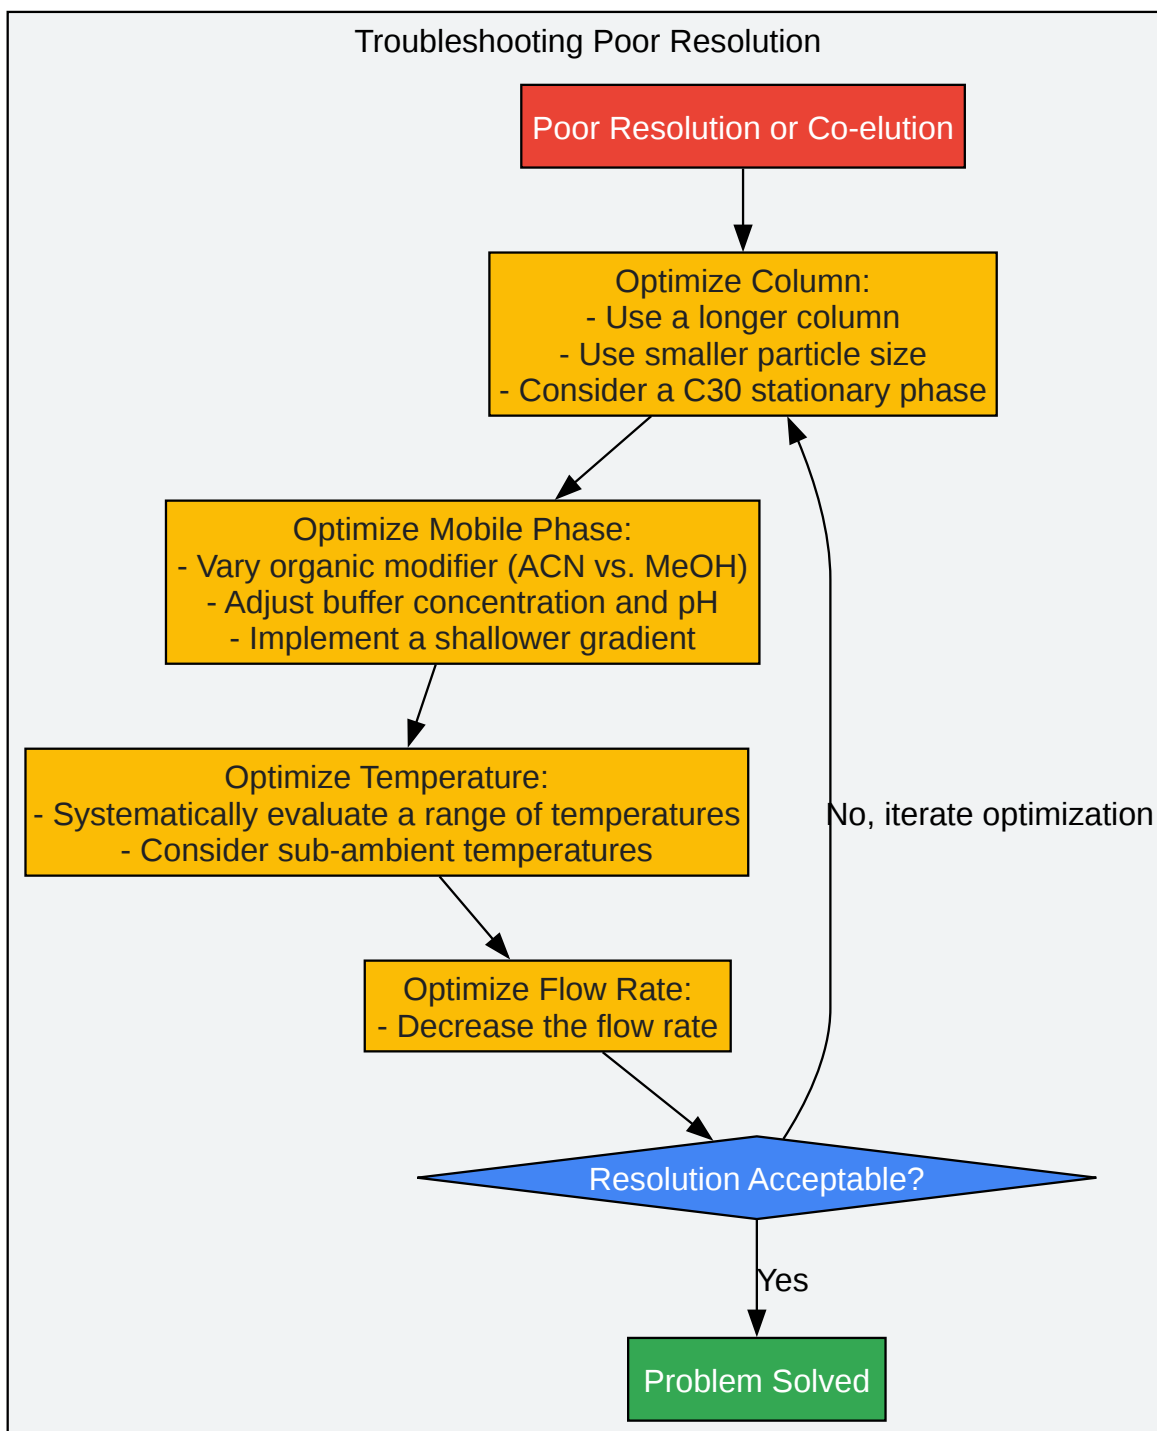 Troubleshooting Poor Resolution
Poor Resolution or Co-elution
Optimize Column:
- Use a longer column
- Use smaller particle size
- Consider a C30 stationary phase
Optimize Mobile Phase:
- Vary organic modifier (ACN vs. MeOH)
- Adjust buffer concentration and pH
- Implement a shallower gradient
Optimize Temperature:
- Systematically evaluate a range of temperatures
- Consider sub-ambient temperatures
No, iterate optimization
Optimize Flow Rate:
- Decrease the flow rate
Resolution Acceptable?
Yes
Problem Solved